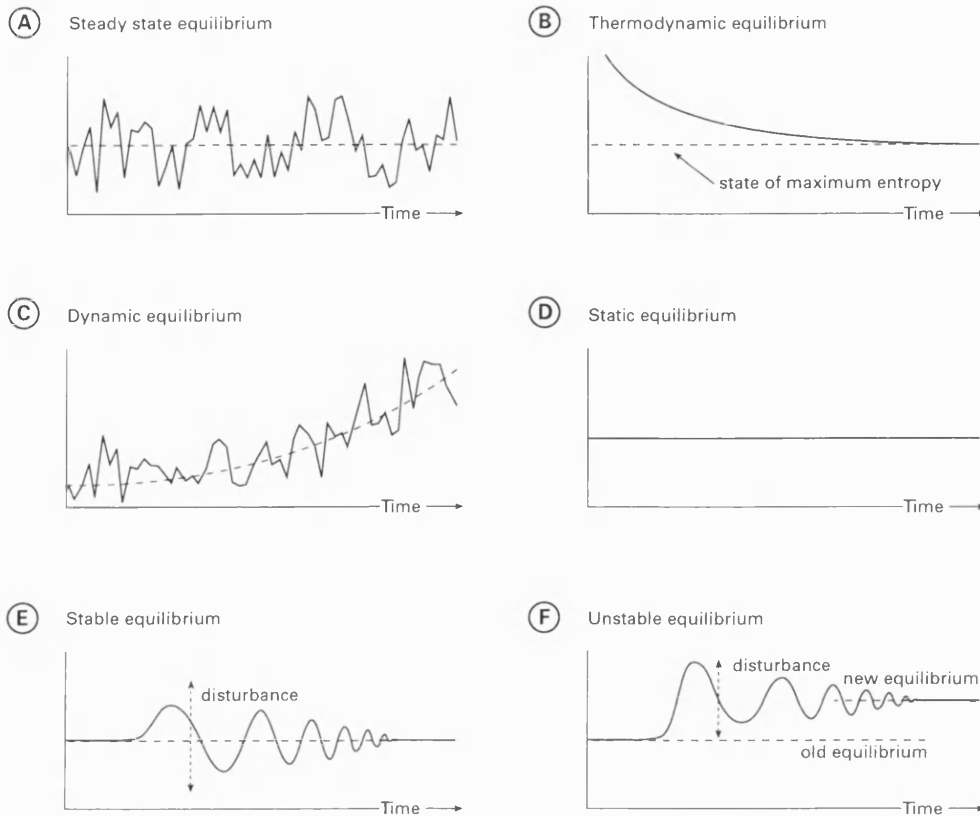 A Steady state equilibrium
Time
B Thermodynamic equilibrium
state of maximum entropy
Time
C Dynamic equilibrium
Time
D Static equilibrium
Time
E Stable equilibrium
disturbance
Time
F Unstable equilibrium
disturbance
new equilibrium
old equilibrium
Time